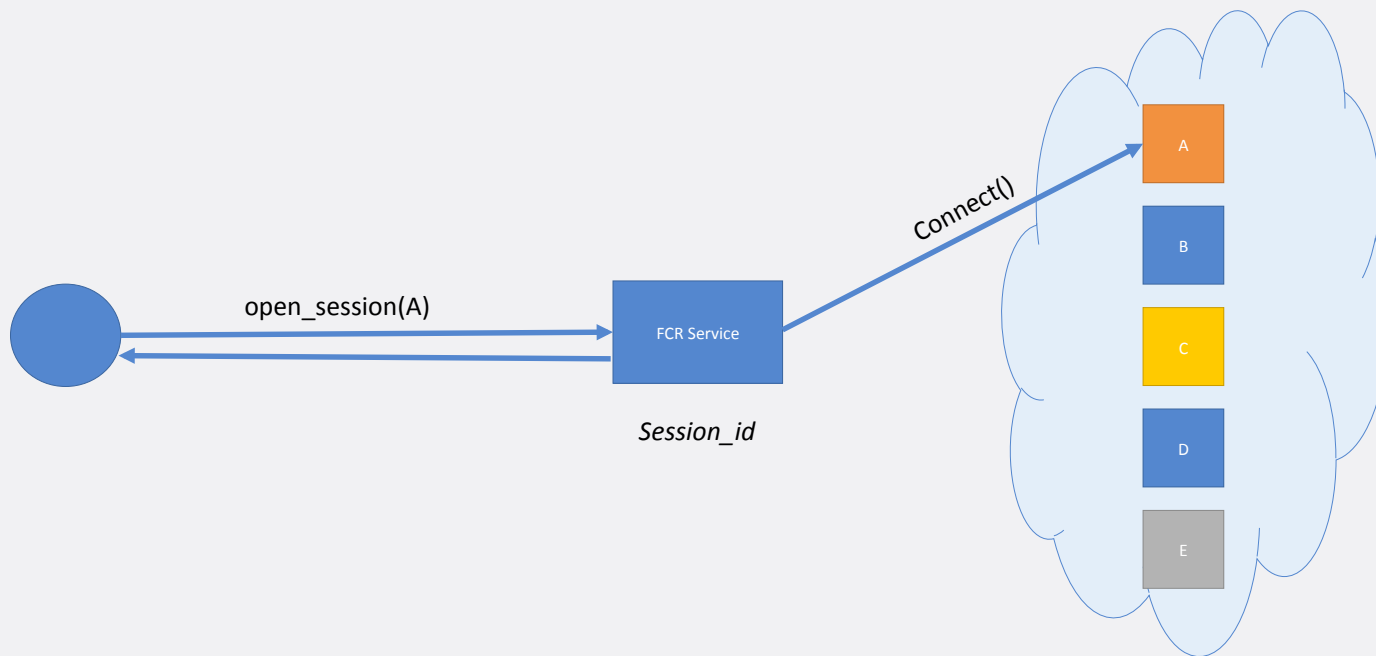 open_session(A)
FCR Service
Session_id
Connect()
A
B
C
D
E